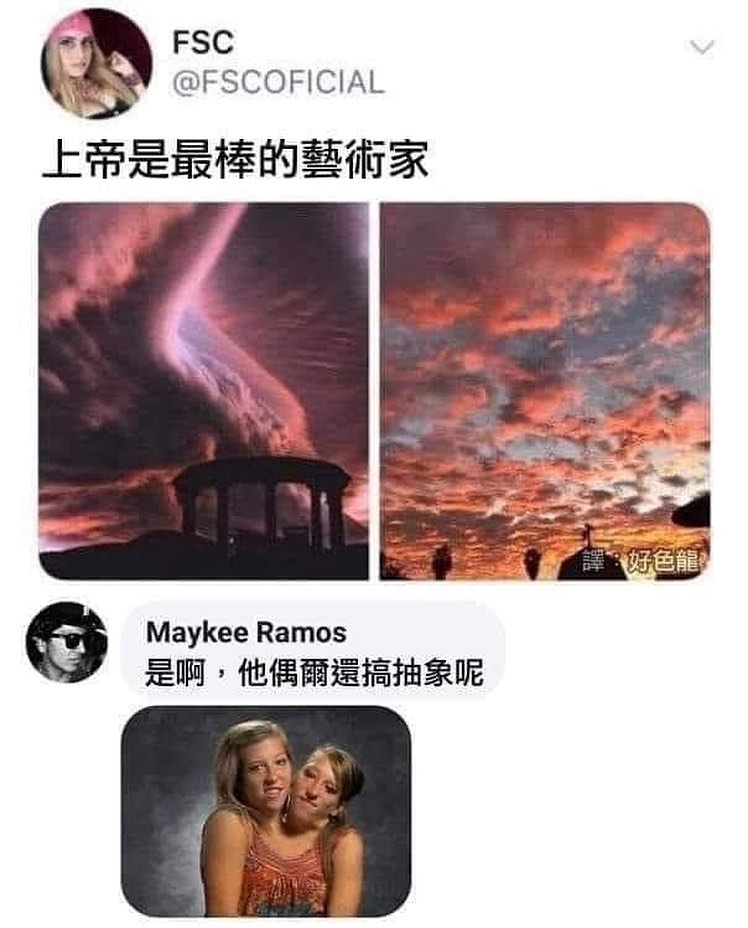 FSC
@FSCOFICIAL
上帝是最棒的藝術家
譯：好色龍
Maykee Ramos
是啊，他偶爾還搞抽象呢